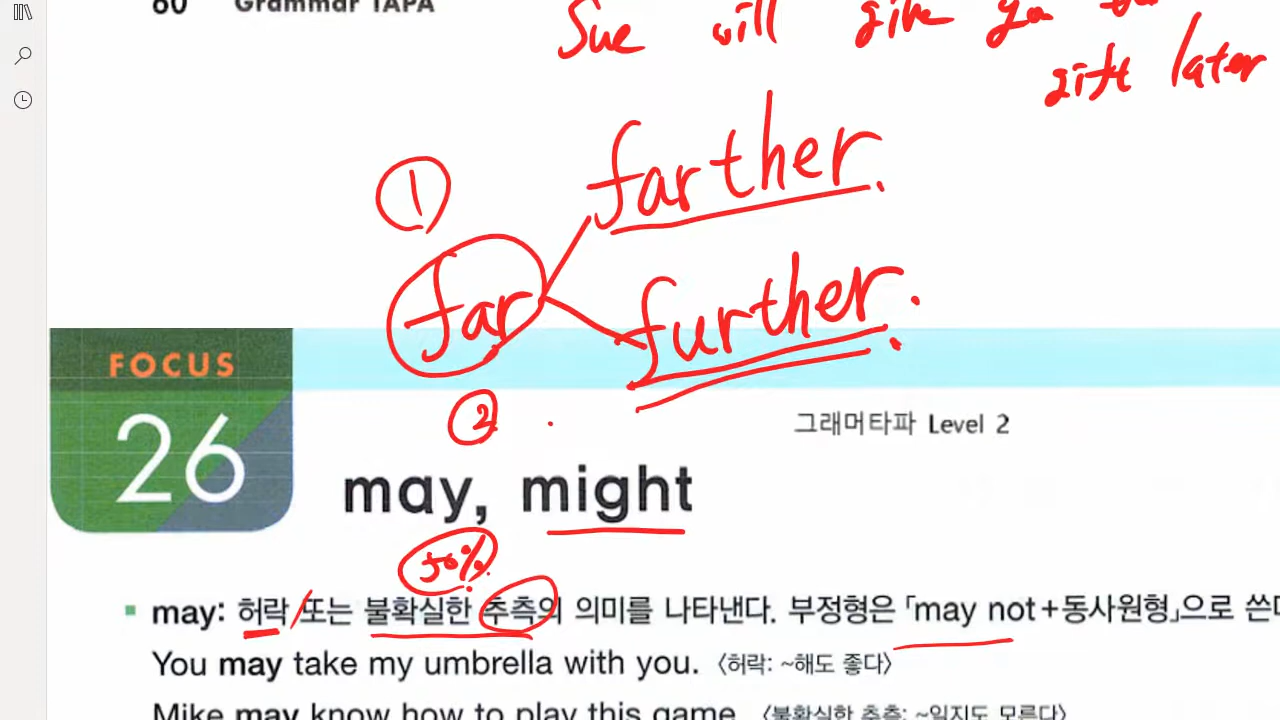 60 Grammar TAPA
Sue will give you
gift later
①
farther.
far
further.
②
FOCUS
26
그래머타파 Level 2
may, might
50%
may: 허락 / 또는 불확실한 추측의 의미를 나타낸다. 부정형은 「may not+동사원형」으로 쓴다
You may take my umbrella with you. 〈허락: ~해도 좋다〉
Mike may know how to play this game. 〈불확실한 추측: ~일지도 모른다〉